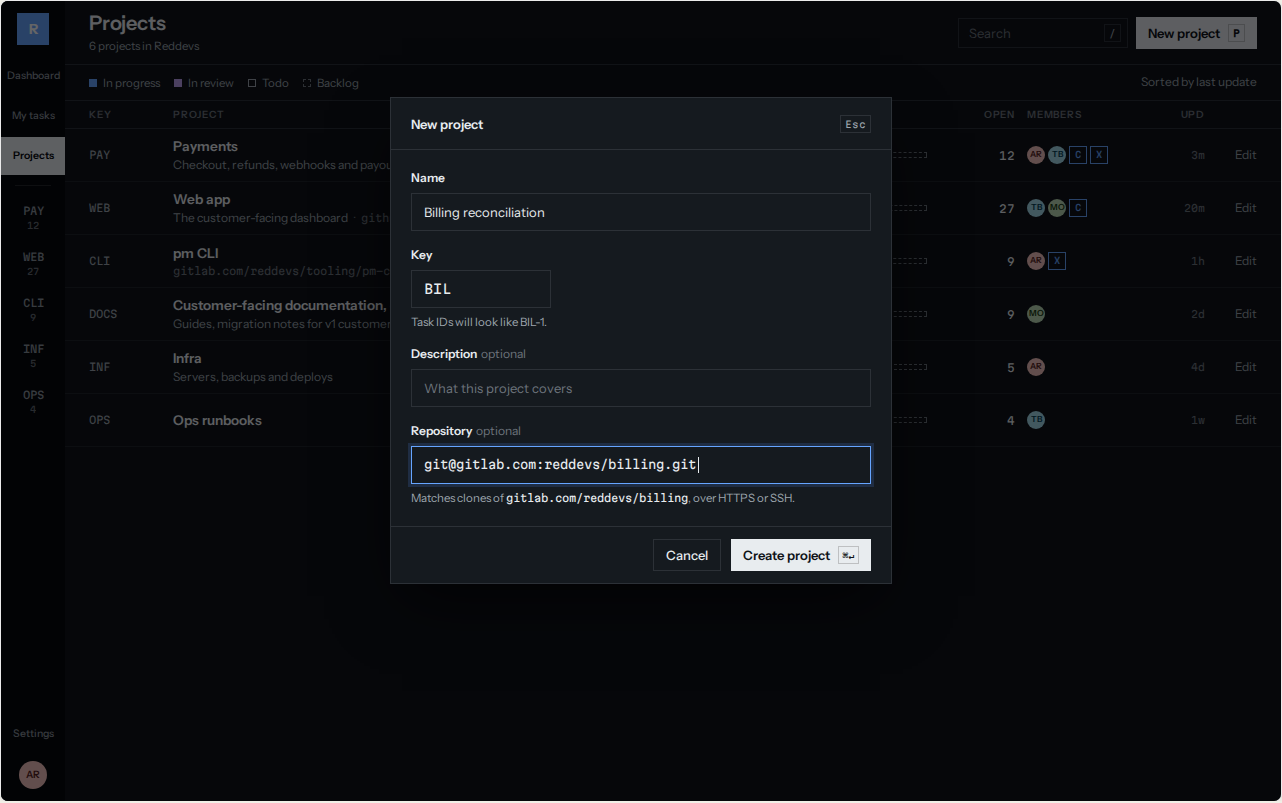 R
Projects
6 projects in Reddevs
Search /
New project P
Dashboard
My tasks
Projects
PAY
12
WEB
27
CLI
9
DOCS
9
INF
5
OPS
4
Settings
AR
In progress In review Todo Backlog
Sorted by last update
KEY PROJECT OPEN MEMBERS UPD
PAY Payments 12 AR TB C X 3m Edit
Checkout, refunds, webhooks and payou
WEB Web app 27 TB MO C 20m Edit
The customer-facing dashboard · gith
CLI pm CLI 9 AR X 1h Edit
gitlab.com/reddevs/tooling/pm-c
DOCS Customer-facing documentation, 9 MO 2d Edit
Guides, migration notes for v1 customer
INF Infra 5 AR 4d Edit
Servers, backups and deploys
OPS Ops runbooks 4 TB 1w Edit
New project Esc
Name
Billing reconciliation
Key
BIL
Task IDs will look like BIL-1.
Description optional
What this project covers
Repository optional
git@gitlab.com:reddevs/billing.git
Matches clones of gitlab.com/reddevs/billing, over HTTPS or SSH.
Cancel
Create project ⌘↵